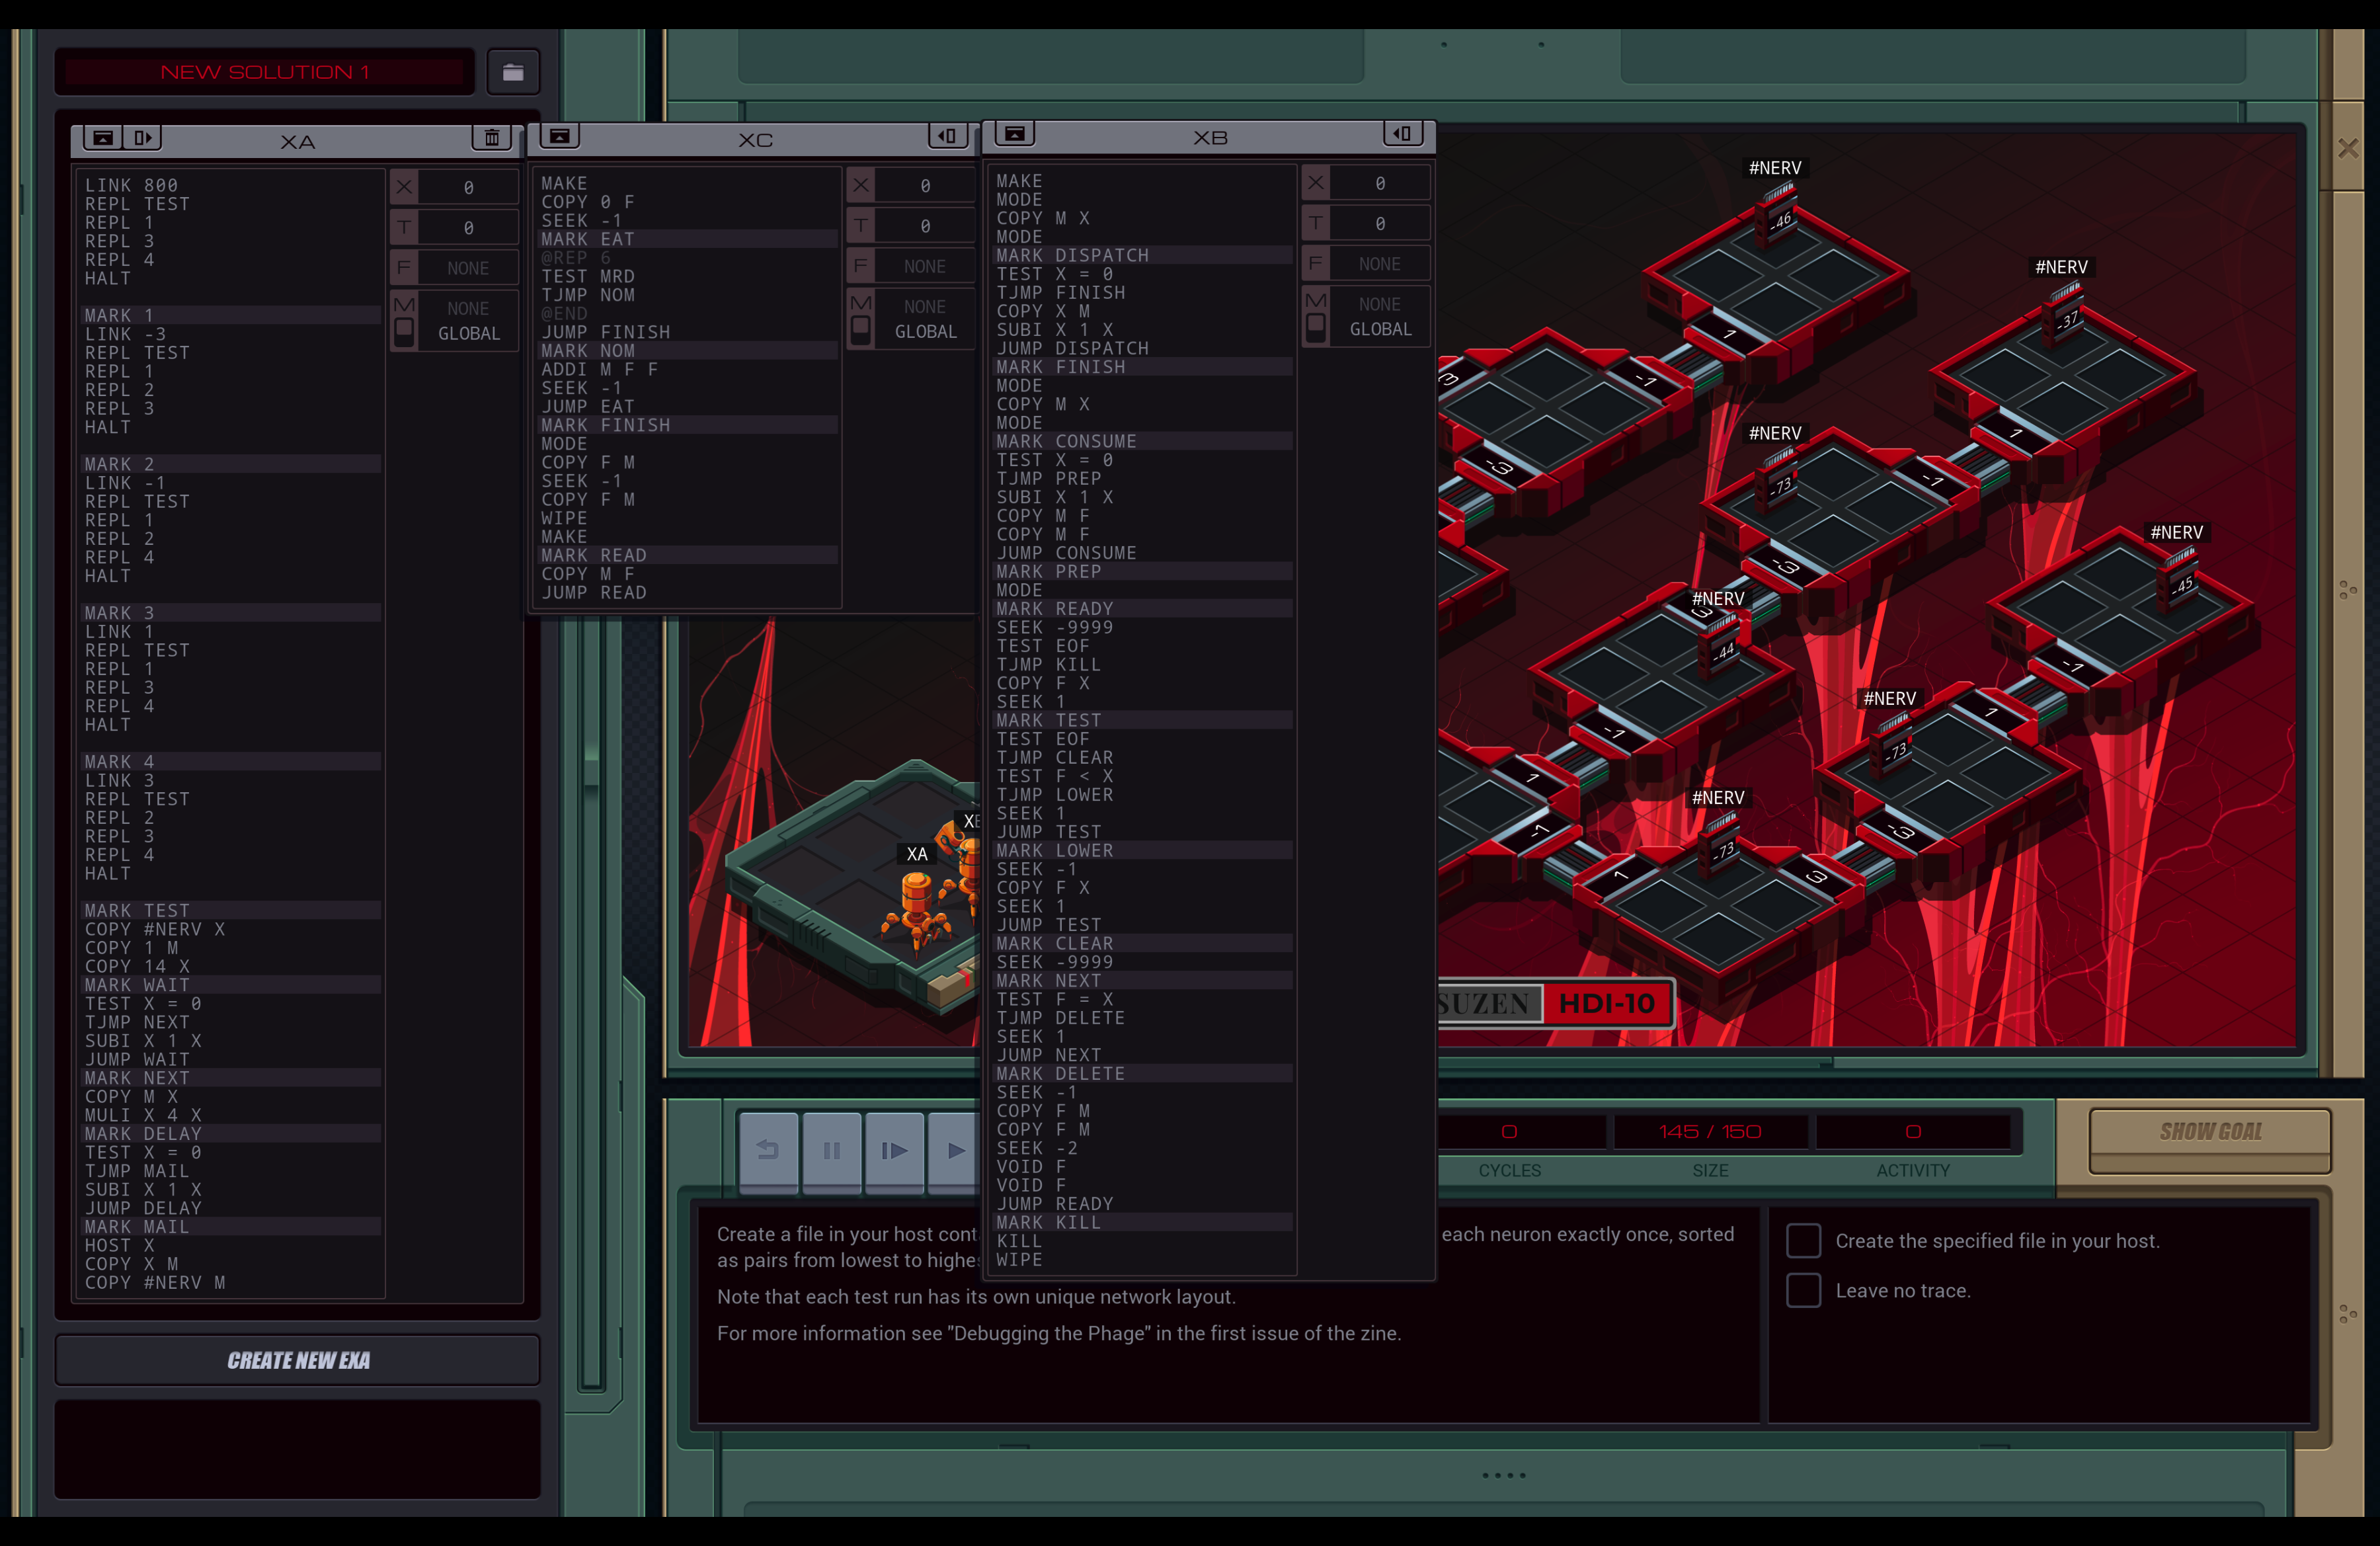 NEW SOLUTION 1
XA
LINK 800
REPL TEST
REPL 1
REPL 3
REPL 4
HALT
MARK 1
LINK -3
REPL TEST
REPL 1
REPL 2
REPL 3
HALT
MARK 2
LINK -1
REPL TEST
REPL 1
REPL 2
REPL 4
HALT
MARK 3
LINK 1
REPL TEST
REPL 1
REPL 3
REPL 4
HALT
MARK 4
LINK 3
REPL TEST
REPL 2
REPL 3
REPL 4
HALT
MARK TEST
COPY #NERV X
COPY 1 M
COPY 14 X
MARK WAIT
TEST X = 0
TJMP NEXT
SUBI X 1 X
JUMP WAIT
MARK NEXT
COPY M X
MULI X 4 X
MARK DELAY
TEST X = 0
TJMP MAIL
SUBI X 1 X
JUMP DELAY
MARK MAIL
HOST X
COPY X M
COPY #NERV M
X 0
T 0
F NONE
M NONE
GLOBAL
XC
MAKE
COPY 0 F
SEEK -1
MARK EAT
@REP 6
TEST MRD
TJMP NOM
@END
JUMP FINISH
MARK NOM
ADDI M F F
SEEK -1
JUMP EAT
MARK FINISH
MODE
COPY F M
SEEK -1
COPY F M
WIPE
MAKE
MARK READ
COPY M F
JUMP READ
X 0
T 0
F NONE
M NONE
GLOBAL
XB
MAKE
MODE
COPY M X
MODE
MARK DISPATCH
TEST X = 0
TJMP FINISH
COPY X M
SUBI X 1 X
JUMP DISPATCH
MARK FINISH
MODE
COPY M X
MODE
MARK CONSUME
TEST X = 0
TJMP PREP
SUBI X 1 X
COPY M F
COPY M F
JUMP CONSUME
MARK PREP
MODE
MARK READY
SEEK -9999
TEST EOF
TJMP KILL
COPY F X
SEEK 1
MARK TEST
TEST EOF
TJMP CLEAR
TEST F < X
TJMP LOWER
SEEK 1
JUMP TEST
MARK LOWER
SEEK -1
COPY F X
SEEK 1
JUMP TEST
MARK CLEAR
SEEK -9999
MARK NEXT
TEST F = X
TJMP DELETE
SEEK 1
JUMP NEXT
MARK DELETE
SEEK -1
COPY F M
COPY F M
SEEK -2
VOID F
VOID F
JUMP READY
MARK KILL
KILL
WIPE
X 0
T 0
F NONE
M NONE
GLOBAL
#NERV
-46
1
#NERV
-37
1
3
-1
-3
#NERV
-73
-1
-3
#NERV
-45
-1
#NERV
3
-44
-1
#NERV
-73
1
-3
1
-1
#NERV
-73
1
3
XA
SUZEN HDI-10
0
145 / 150
0
CYCLES
SIZE
ACTIVITY
SHOW GOAL
Create a file in your host cont
each neuron exactly once, sorted
as pairs from lowest to highes
Note that each test run has its own unique network layout.
For more information see "Debugging the Phage" in the first issue of the zine.
Create the specified file in your host.
Leave no trace.
CREATE NEW EXA